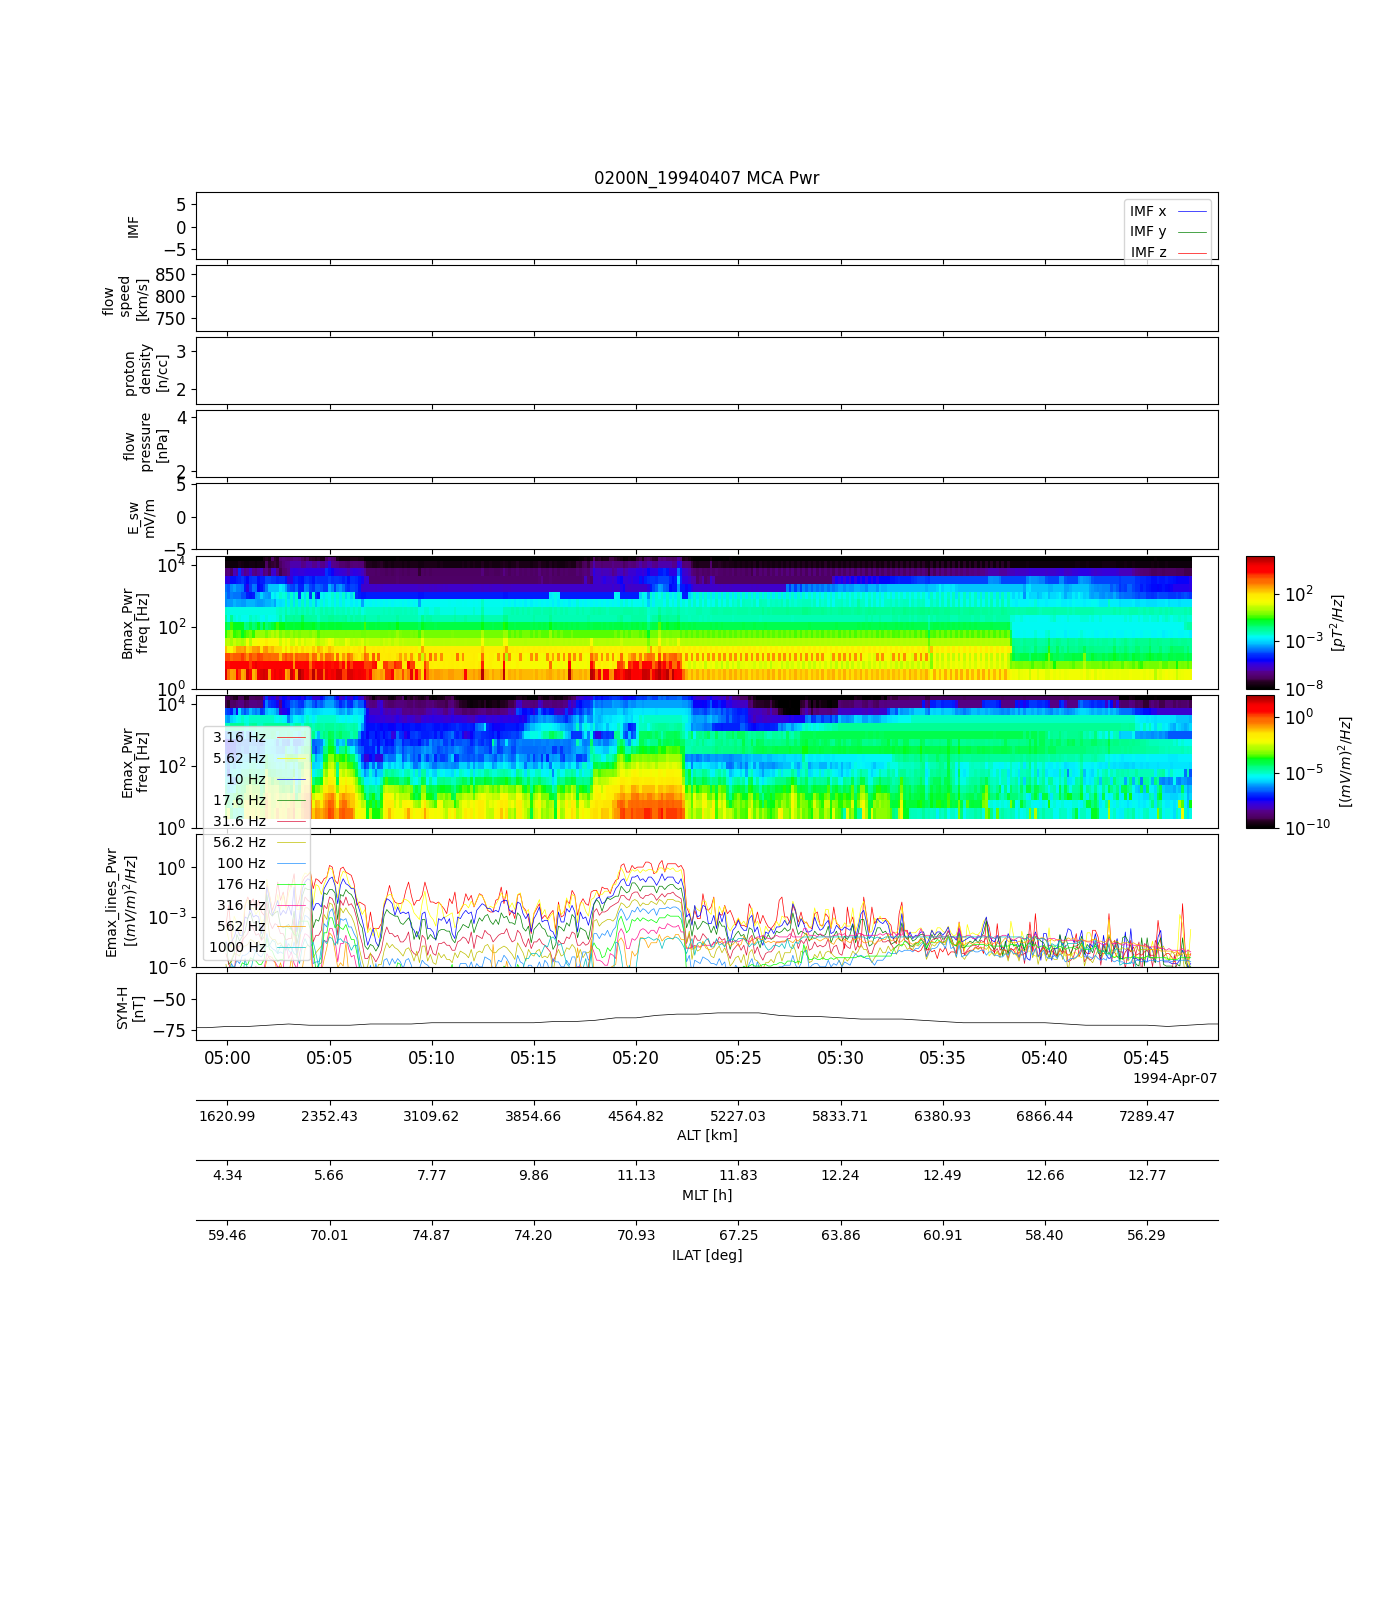 0200N_19940407 MCA Pwr
IMF
5
0
−5
IMF x
IMF y
IMF z
flow
speed
[km/s]
850
800
750
proton
density
[n/cc]
3
2
flow
pressure
[nPa]
4
2
E_sw
mV/m
5
0
−5
Bmax_Pwr
freq [Hz]
10^4
10^2
10^0
10^2
10^−3
10^−8
[pT^2/Hz]
Emax_Pwr
freq [Hz]
10^4
10^2
10^0
10^0
10^−5
10^−10
[(mV/m)^2/Hz]
3.16 Hz
5.62 Hz
10 Hz
17.6 Hz
31.6 Hz
56.2 Hz
100 Hz
176 Hz
316 Hz
562 Hz
1000 Hz
Emax_lines_Pwr
[(mV/m)^2/Hz]
10^0
10^−3
10^−6
SYM-H
[nT]
−50
−75
05:00 05:05 05:10 05:15 05:20 05:25 05:30 05:35 05:40 05:45
1994-Apr-07
1620.99 2352.43 3109.62 3854.66 4564.82 5227.03 5833.71 6380.93 6866.44 7289.47
ALT [km]
4.34 5.66 7.77 9.86 11.13 11.83 12.24 12.49 12.66 12.77
MLT [h]
59.46 70.01 74.87 74.20 70.93 67.25 63.86 60.91 58.40 56.29
ILAT [deg]